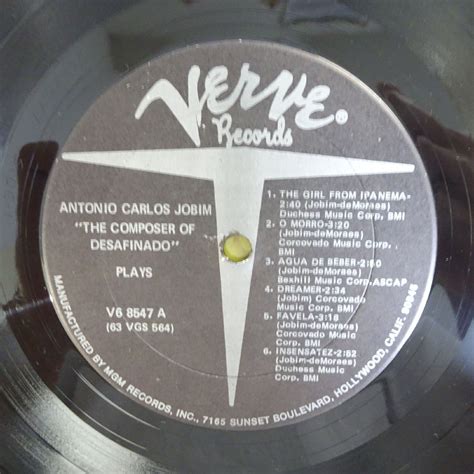 Verve®
Records
ANTONIO CARLOS JOBIM
"THE COMPOSER OF
DESAFINADO"
PLAYS
V6 8547 A
(63 VGS 564)
1. THE GIRL FROM IPANEMA-
2:40 (Jobim-deMoraes)
Duchess Music Corp. BMI
2. O MORRO-3:20
(Jobim-deMoraes)
Corcovado Music Corp.
BMI
3. AGUA DE BEBER-2:50
(Jobim-deMoraes)
Bexhill Music Corp.ASCAP
4. DREAMER-2:34
(Jobim) Corcovado
Music Corp. BMI
5. FAVELA-3:18
(Jobim-deMoraes)
Corcovado Music Corp.
BMI
6. INSENSATEZ-2:52
(Jobim-deMoraes)
Duchess Music
Corp. BMI
MANUFACTURED BY MGM RECORDS, INC., 7165 SUNSET BOULEVARD, HOLLYWOOD, CALIF. 90046